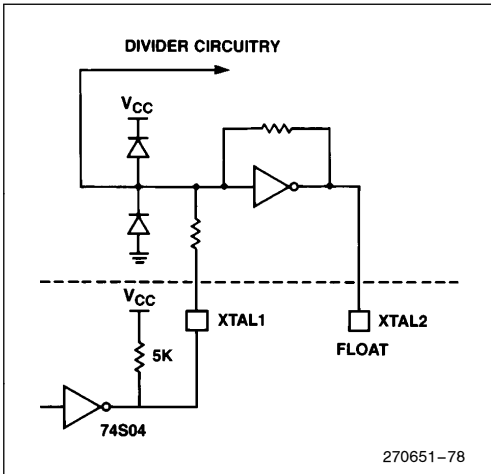 DIVIDER CIRCUITRY
VCC
VCC
XTAL1
XTAL2
FLOAT
5K
74S04
270651–78